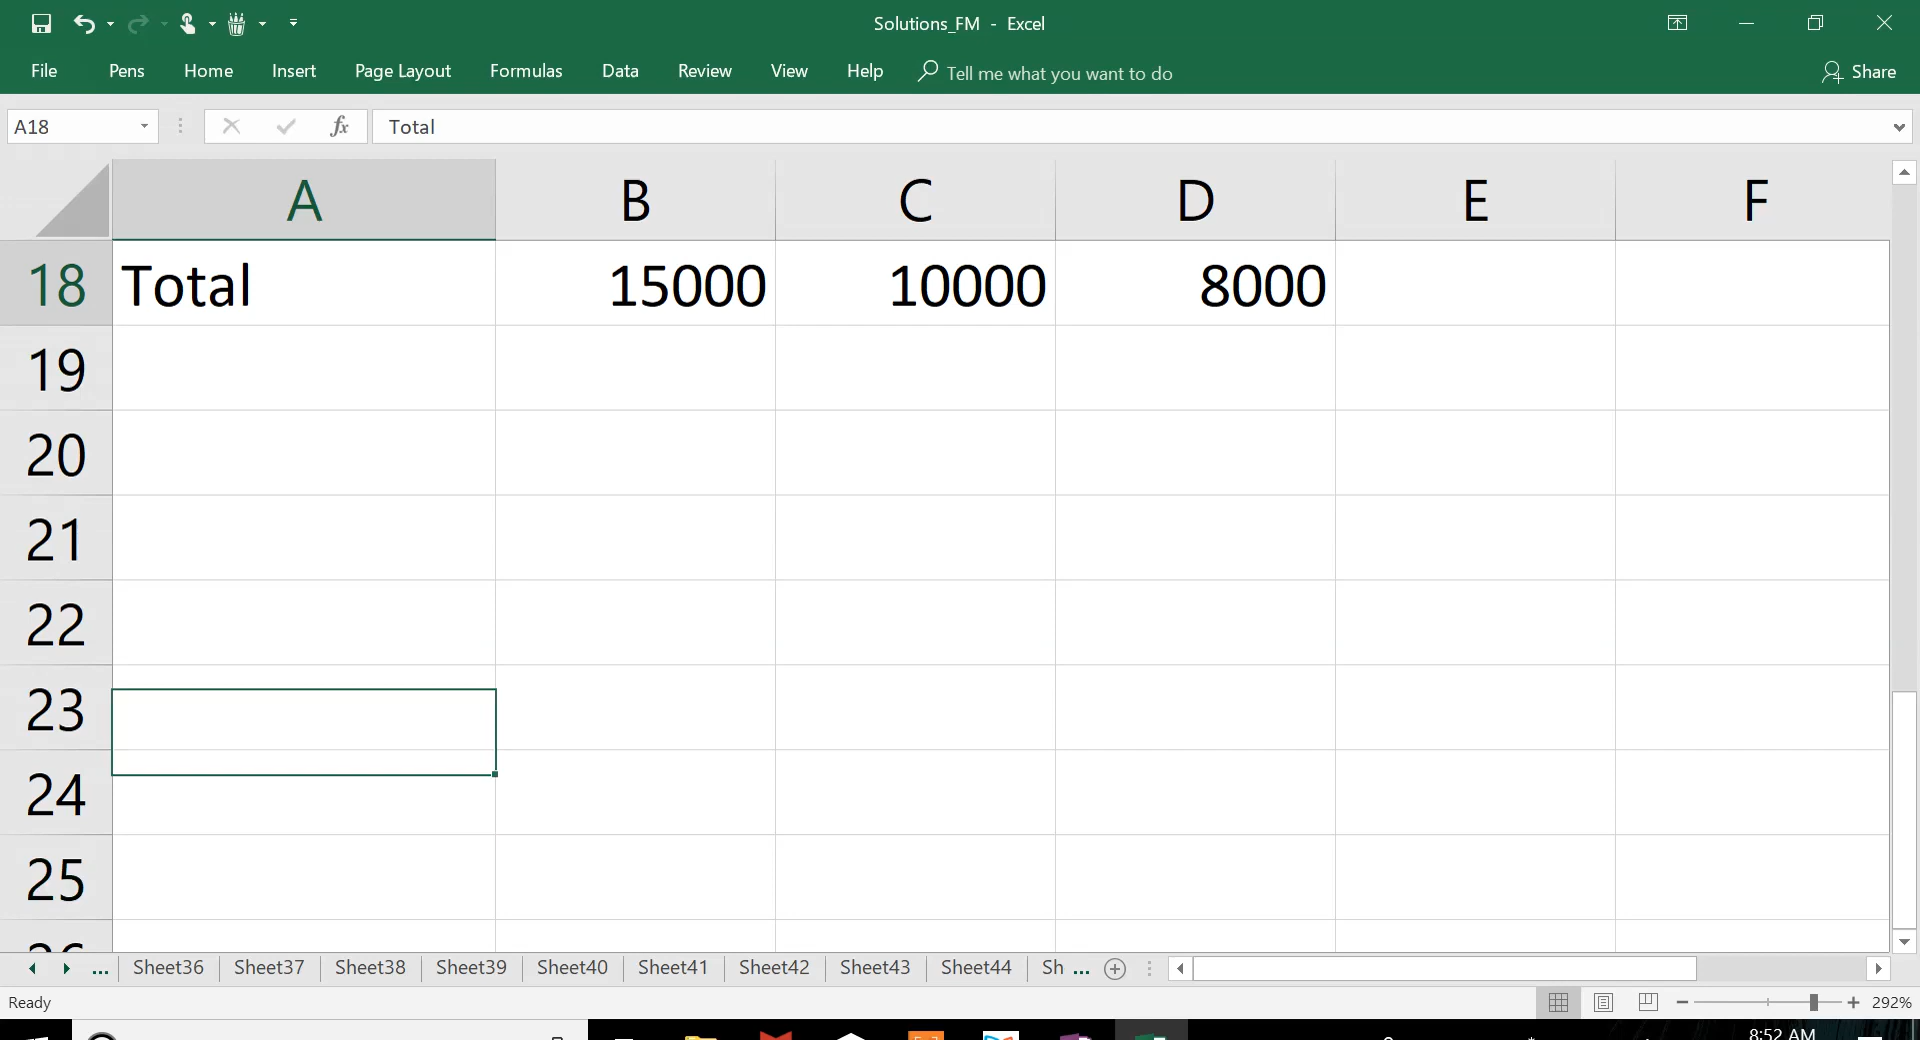 Solutions_FM - Excel
File Pens Home Insert Page Layout Formulas Data Review View Help Tell me what you want to do Share
A18 fx Total
A B C D E F
18 Total 15000 10000 8000
19
20
21
22
23
24
25
26
... Sheet36 Sheet37 Sheet38 Sheet39 Sheet40 Sheet41 Sheet42 Sheet43 Sheet44 Sh ...
Ready 292%
8:52 AM